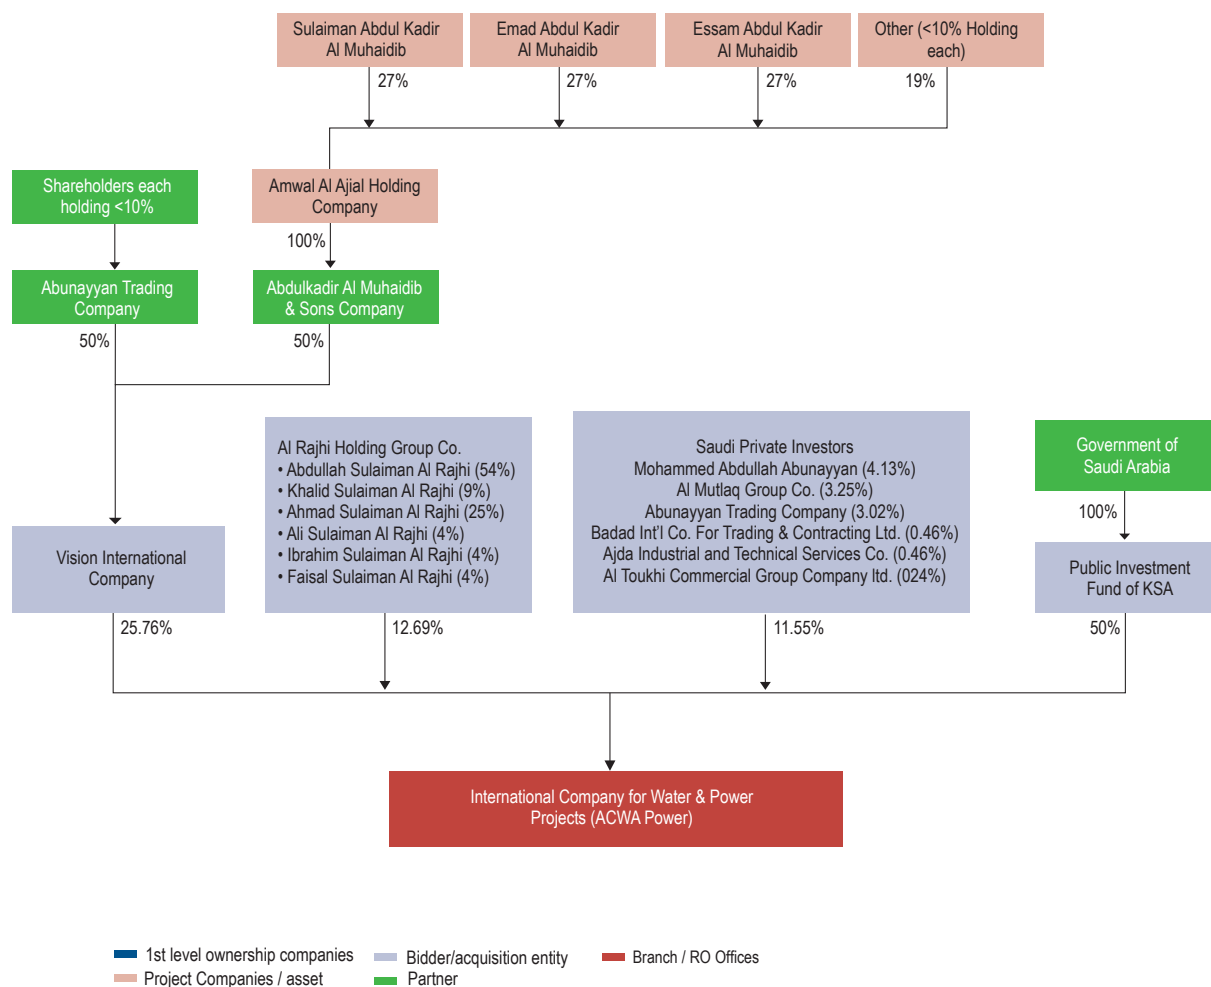 Sulaiman Abdul Kadir
Al Muhaidib
Emad Abdul Kadir
Al Muhaidib
Essam Abdul Kadir
Al Muhaidib
Other (<10% Holding
each)
27%
27%
27%
19%
Shareholders each
holding <10%
Amwal Al Ajial Holding
Company
100%
Abunayyan Trading
Company
Abdulkadir Al Muhaidib
& Sons Company
50%
50%
Al Rajhi Holding Group Co.
• Abdullah Sulaiman Al Rajhi (54%)
• Khalid Sulaiman Al Rajhi (9%)
• Ahmad Sulaiman Al Rajhi (25%)
• Ali Sulaiman Al Rajhi (4%)
• Ibrahim Sulaiman Al Rajhi (4%)
• Faisal Sulaiman Al Rajhi (4%)
Saudi Private Investors
Mohammed Abdullah Abunayyan (4.13%)
Al Mutlaq Group Co. (3.25%)
Abunayyan Trading Company (3.02%)
Badad Int'l Co. For Trading & Contracting Ltd. (0.46%)
Ajda Industrial and Technical Services Co. (0.46%)
Al Toukhi Commercial Group Company ltd. (024%)
Government of
Saudi Arabia
100%
Vision International
Company
Public Investment
Fund of KSA
25.76%
12.69%
11.55%
50%
International Company for Water & Power
Projects (ACWA Power)
1st level ownership companies
Bidder/acquisition entity
Branch / RO Offices
Project Companies / asset
Partner